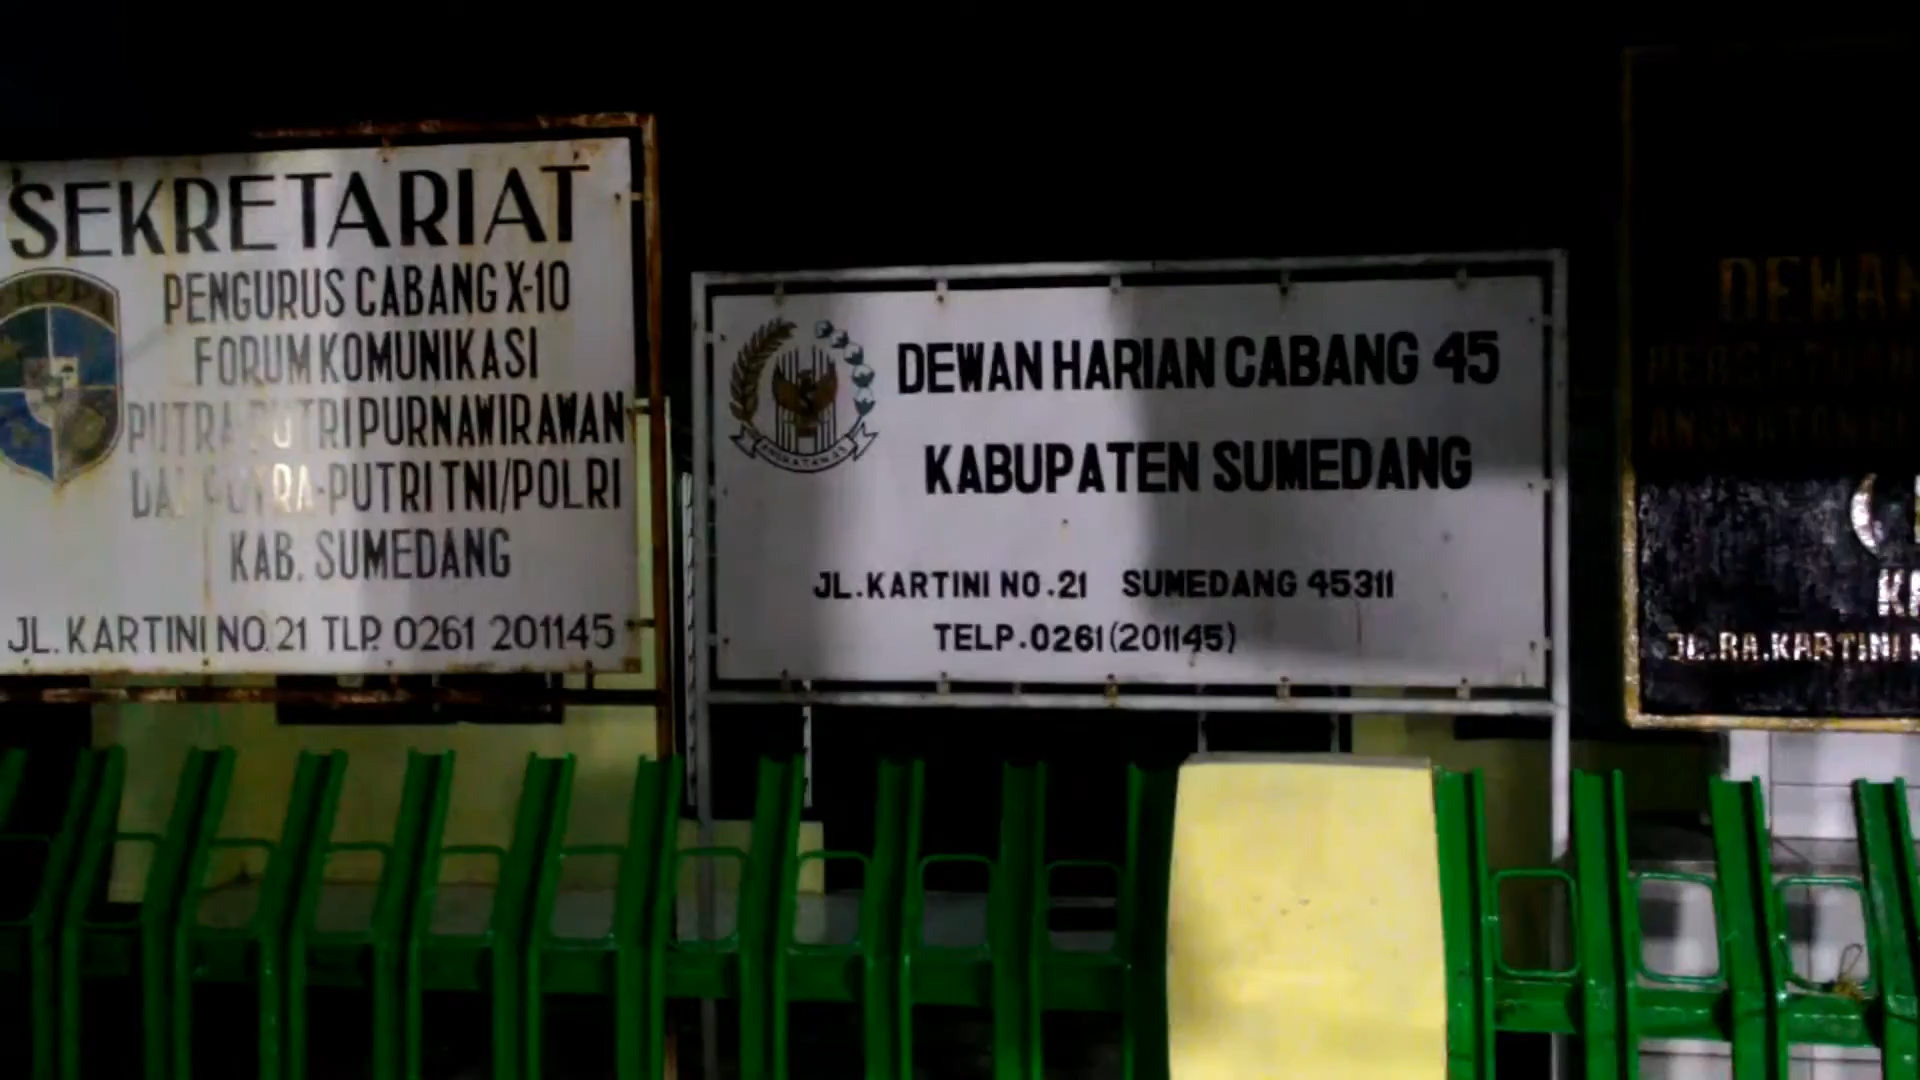 SEKRETARIAT
PENGURUS CABANG X-10
FORUM KOMUNIKASI
PUTRA-PUTRI PURNAWIRAWAN
DAN PUTRA-PUTRI TNI/POLRI
KAB. SUMEDANG
JL. KARTINI NO. 21 TLP. 0261 201145
DEWAN HARIAN CABANG 45
KABUPATEN SUMEDANG
JL. KARTINI NO. 21 SUMEDANG 45311
TELP. 0261 (201145)
ANGKATAN 45
DEWAN
JL. RA. KARTINI